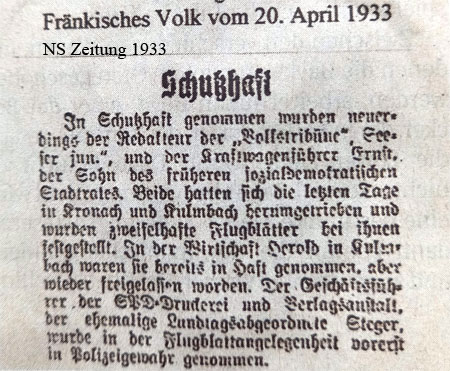 Fränkisches Volk vom 20. April 1933
NS Zeitung 1933
Schutzhaft
In Schutzhaft genommen wurden neuer-
dings der Redakteur der „Volkstribüne“, See-
ser jun.“, und der Kraftwagenführer Ernst,
der Sohn des früheren sozialdemokratischen
Stadtrates. Beide hatten sich die letzten Tage
in Kronach und Kulmbach herumgetrieben und
wurden zweifelhafte Flugblätter bei ihnen
festgestellt. In der Wirtschaft Herold in Kulm-
bach waren sie bereits in Haft genommen, aber
wieder freigelassen worden. Der Geschäftsfüh-
rer der SPD-Druckerei und Verlagsanstalt,
der ehemalige Landtagsabgeordnete Steger,
wurde in der Flugblattangelegenheit vorerst
in Polizeigewahr genommen.